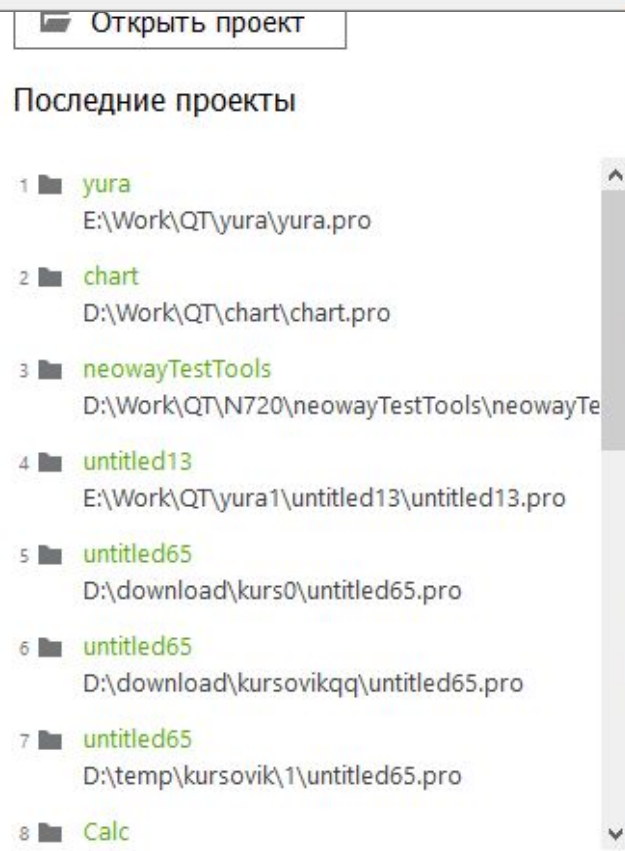 Открыть проект
Последние проекты
1 yura
E:\Work\QT\yura\yura.pro
2 chart
D:\Work\QT\chart\chart.pro
3 neowayTestTools
D:\Work\QT\N720\neowayTestTools\neowayTe
4 untitled13
E:\Work\QT\yura1\untitled13\untitled13.pro
5 untitled65
D:\download\kurs0\untitled65.pro
6 untitled65
D:\download\kursovikqq\untitled65.pro
7 untitled65
D:\temp\kursovik\1\untitled65.pro
8 Calc